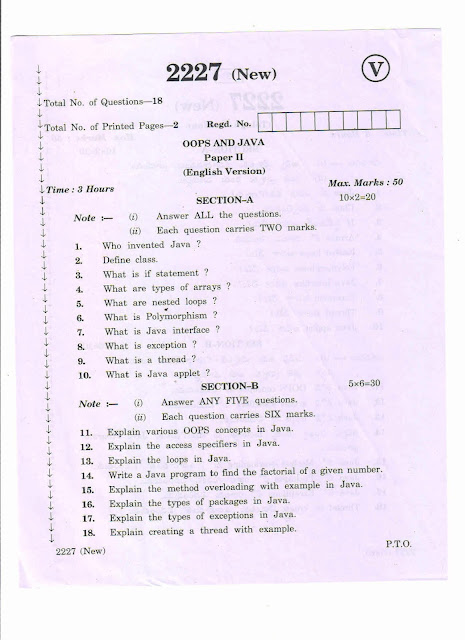 2227 (New)
V
Total No. of Questions—18
Total No. of Printed Pages—2 Regd. No.
OOPS AND JAVA
Paper II
(English Version)
Time : 3 Hours Max. Marks : 50
SECTION–A 10×2=20
Note :— (i) Answer ALL the questions.
(ii) Each question carries TWO marks.
1. Who invented Java ?
2. Define class.
3. What is if statement ?
4. What are types of arrays ?
5. What are nested loops ?
6. What is Polymorphism ?
7. What is Java interface ?
8. What is exception ?
9. What is a thread ?
10. What is Java applet ?
SECTION–B 5×6=30
Note :— (i) Answer ANY FIVE questions.
(ii) Each question carries SIX marks.
11. Explain various OOPS concepts in Java.
12. Explain the access specifiers in Java.
13. Explain the loops in Java.
14. Write a Java program to find the factorial of a given number.
15. Explain the method overloading with example in Java.
16. Explain the types of packages in Java.
17. Explain the types of exceptions in Java.
18. Explain creating a thread with example.
2227 (New) P.T.O.